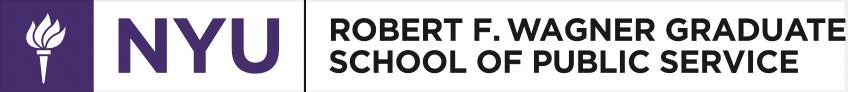 NYU
ROBERT F. WAGNER GRADUATE
SCHOOL OF PUBLIC SERVICE